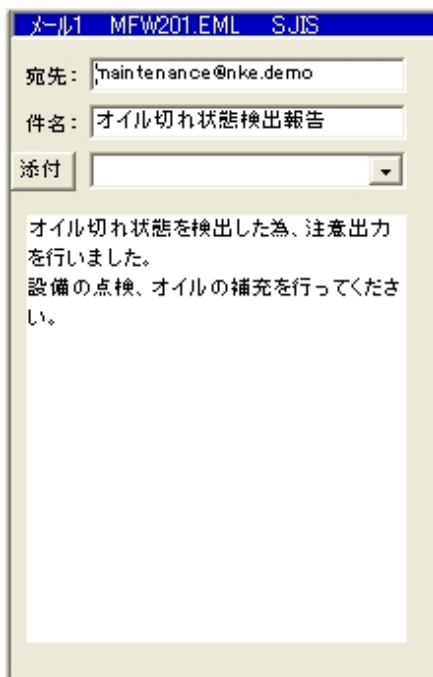 メール1 MFW201.EML SJIS
宛先: maintenance@nke.demo
件名: オイル切れ状態検出報告
添付
オイル切れ状態を検出した為、注意出力
を行いました。
設備の点検、オイルの補充を行ってくださ
い。